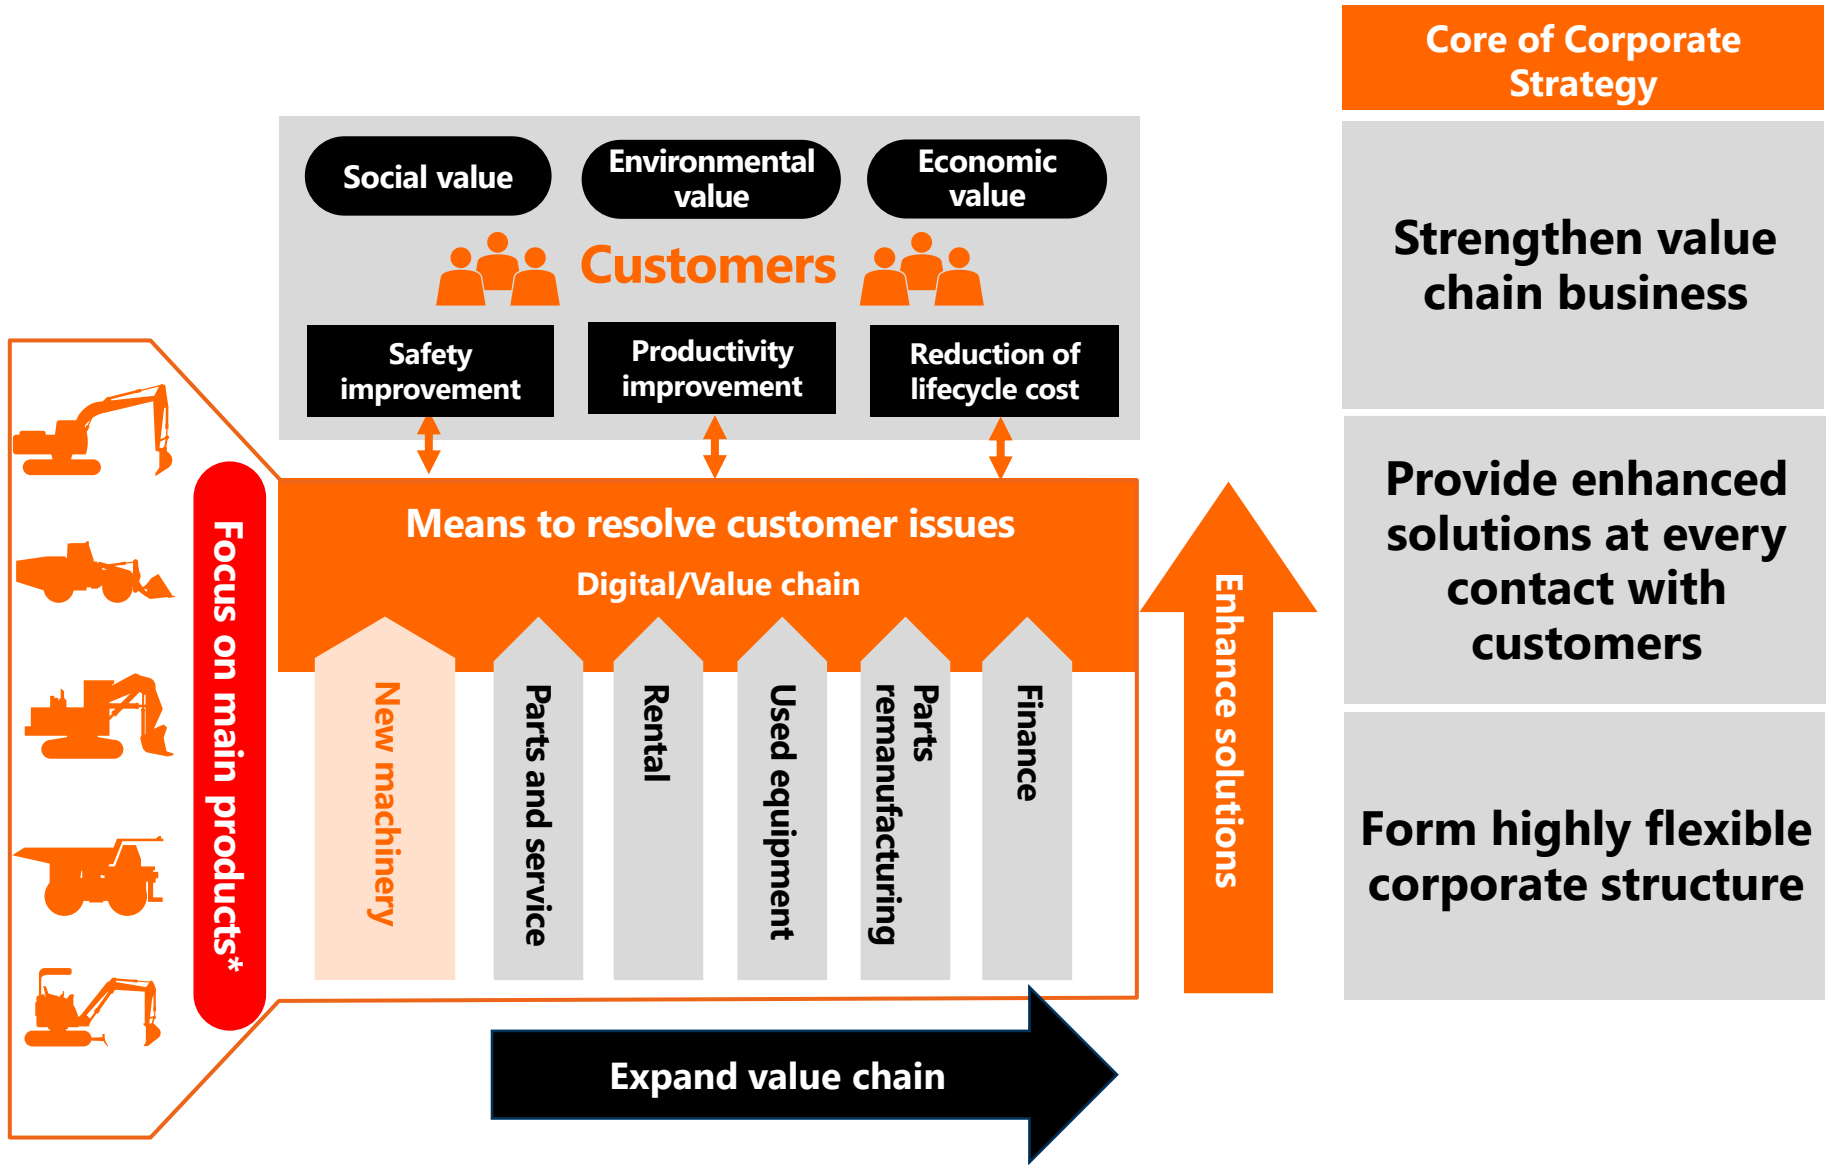 Core of Corporate
Strategy
Social value
Environmental
value
Economic
value
Customers
Safety
improvement
Productivity
improvement
Reduction of
lifecycle cost
Focus on main products*
Means to resolve customer issues
Digital/Value chain
New machinery
Parts and service
Rental
Used equipment
Parts
remanufacturing
Finance
Enhance solutions
Expand value chain
Strengthen value
chain business
Provide enhanced
solutions at every
contact with
customers
Form highly flexible
corporate structure